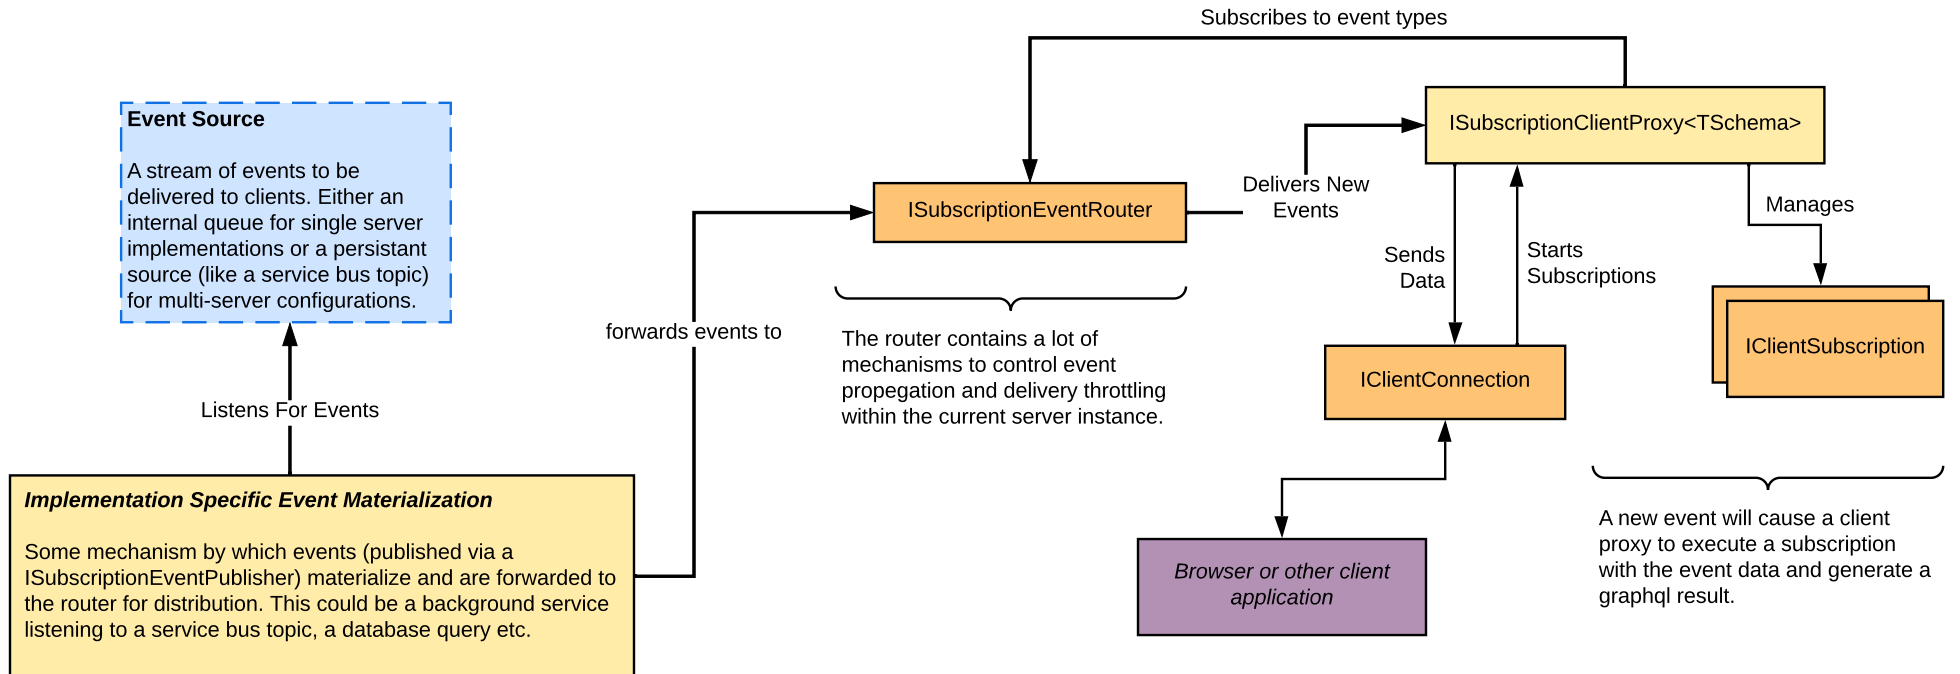 Subscribes to event types
Event Source
A stream of events to be
delivered to clients. Either an
internal queue for single server
implementations or a persistant
source (like a service bus topic)
for multi-server configurations.
Listens For Events
Implementation Specific Event Materialization
Some mechanism by which events (published via a
ISubscriptionEventPublisher) materialize and are forwarded to
the router for distribution. This could be a background service
listening to a service bus topic, a database query etc.
forwards events to
ISubscriptionEventRouter
The router contains a lot of
mechanisms to control event
propegation and delivery throttling
within the current server instance.
Delivers New
Events
ISubscriptionClientProxy<TSchema>
Sends
Data
Starts
Subscriptions
Manages
IClientConnection
IClientSubscription
Browser or other client
application
A new event will cause a client
proxy to execute a subscription
with the event data and generate a
graphql result.